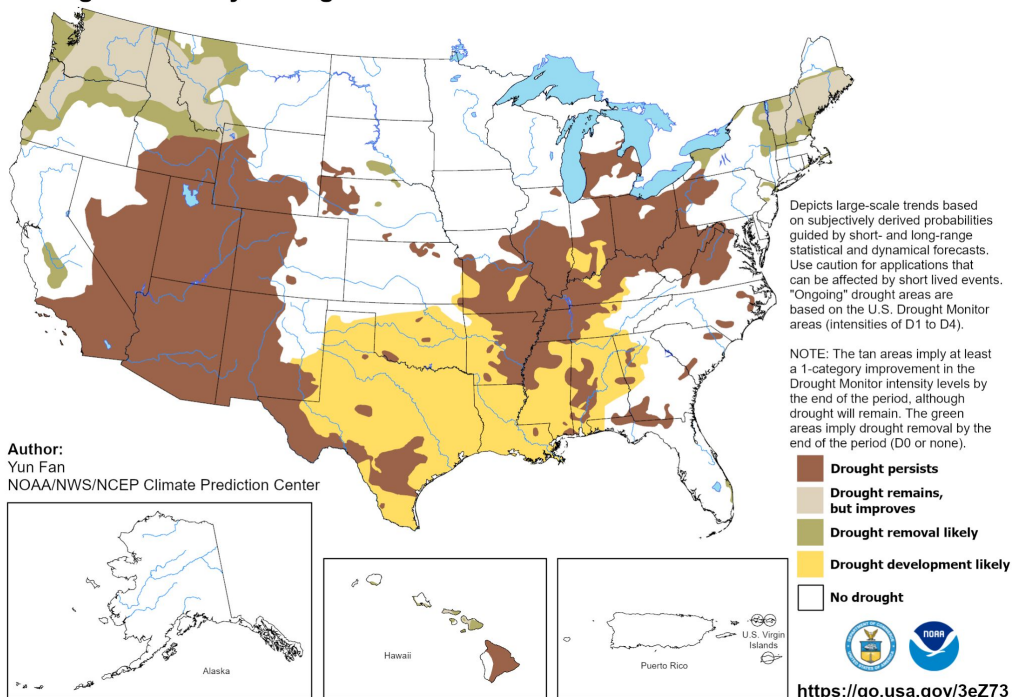 Depicts large-scale trends based
on subjectively derived probabilities
guided by short- and long-range
statistical and dynamical forecasts.
Use caution for applications that
can be affected by short lived events.
"Ongoing" drought areas are
based on the U.S. Drought Monitor
areas (intensities of D1 to D4).
NOTE: The tan areas imply at least
a 1-category improvement in the
Drought Monitor intensity levels by
the end of the period, although
drought will remain. The green
areas imply drought removal by the
end of the period (D0 or none).
Author:
Yun Fan
NOAA/NWS/NCEP Climate Prediction Center
Drought persists
Drought remains,
but improves
Drought removal likely
Drought development likely
No drought
Alaska
Hawaii
Puerto Rico
U.S. Virgin
Islands
NOAA
https://go.usa.gov/3eZ73